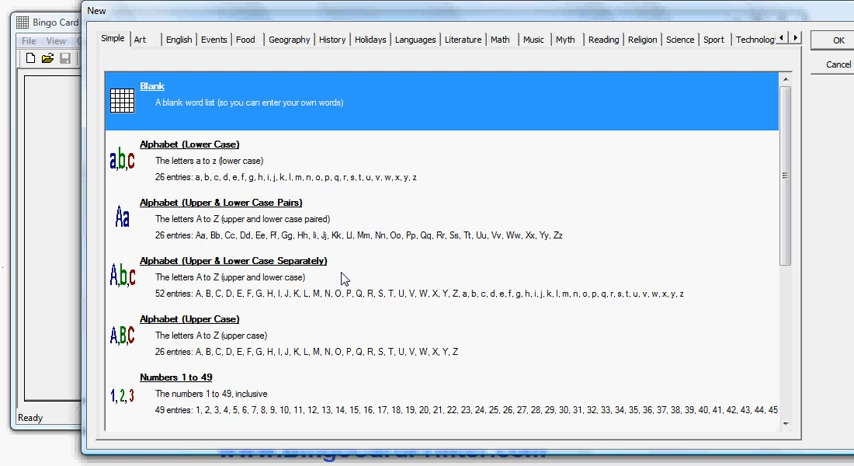 Bingo Card
File View
Ready
New
Simple Art English Events Food Geography History Holidays Languages Literature Math Music Myth Reading Religion Science Sport Technolog
OK
Cancel
Blank
A blank word list (so you can enter your own words)
a,b,c
Alphabet (Lower Case)
The letters a to z (lower case)
26 entries: a, b, c, d, e, f, g, h, i, j, k, l, m, n, o, p, q, r, s, t, u, v, w, x, y, z
Aa
Alphabet (Upper & Lower Case Pairs)
The letters A to Z (upper and lower case paired)
26 entries: Aa, Bb, Cc, Dd, Ee, Ff, Gg, Hh, Ii, Jj, Kk, Ll, Mm, Nn, Oo, Pp, Qq, Rr, Ss, Tt, Uu, Vv, Ww, Xx, Yy, Zz
A,b,c
Alphabet (Upper & Lower Case Separately)
The letters A to Z (upper and lower case)
52 entries: A, B, C, D, E, F, G, H, I, J, K, L, M, N, O, P, Q, R, S, T, U, V, W, X, Y, Z, a, b, c, d, e, f, g, h, i, j, k, l, m, n, o, p, q, r, s, t, u, v, w, x, y, z
A,B,C
Alphabet (Upper Case)
The letters A to Z (upper case)
26 entries: A, B, C, D, E, F, G, H, I, J, K, L, M, N, O, P, Q, R, S, T, U, V, W, X, Y, Z
1,2,3
Numbers 1 to 49
The numbers 1 to 49, inclusive
49 entries: 1, 2, 3, 4, 5, 6, 7, 8, 9, 10, 11, 12, 13, 14, 15, 16, 17, 18, 19, 20, 21, 22, 23, 24, 25, 26, 27, 28, 29, 30, 31, 32, 33, 34, 35, 36, 37, 38, 39, 40, 41, 42, 43, 44, 45